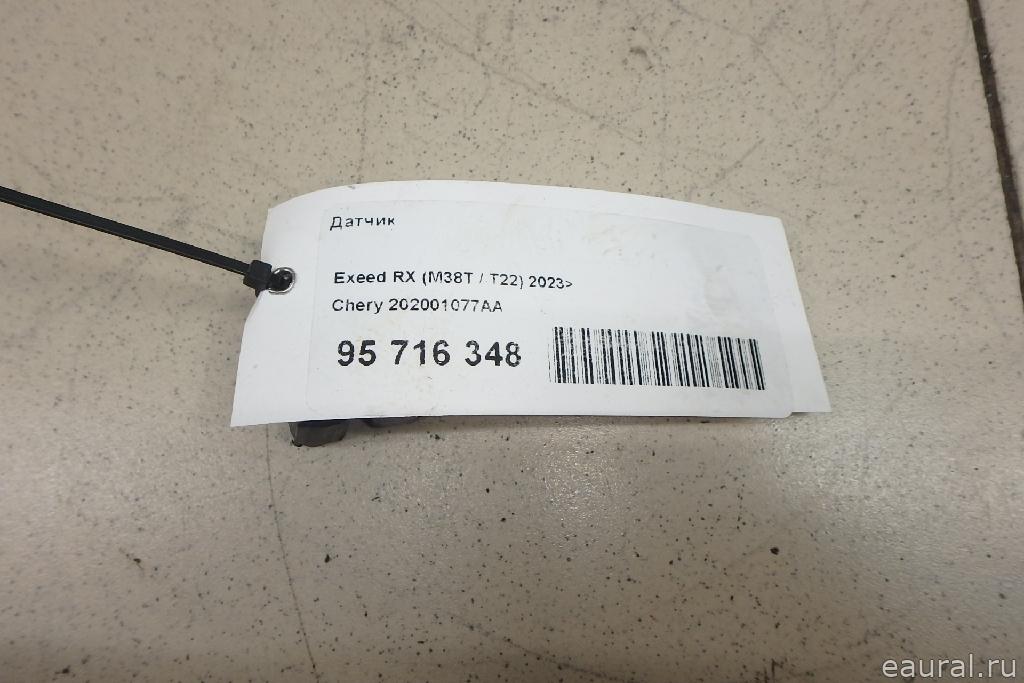 Датчик
Exeed RX (M38T / T22) 2023>
Chery 202001077AA
95 716 348
eaural.ru